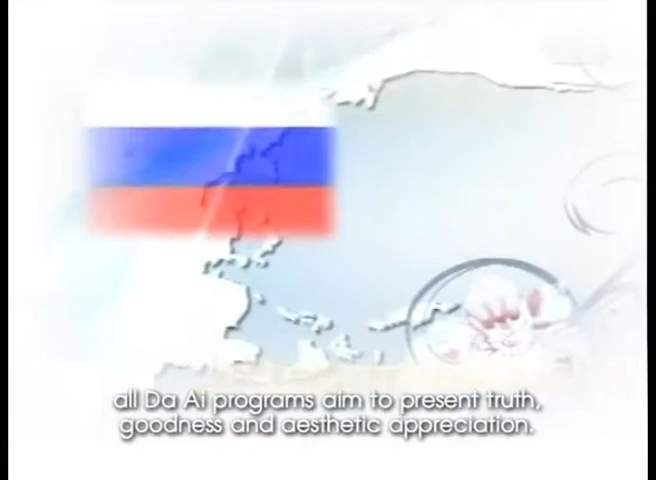 all Da Ai programs aim to present truth,
goodness and aesthetic appreciation.